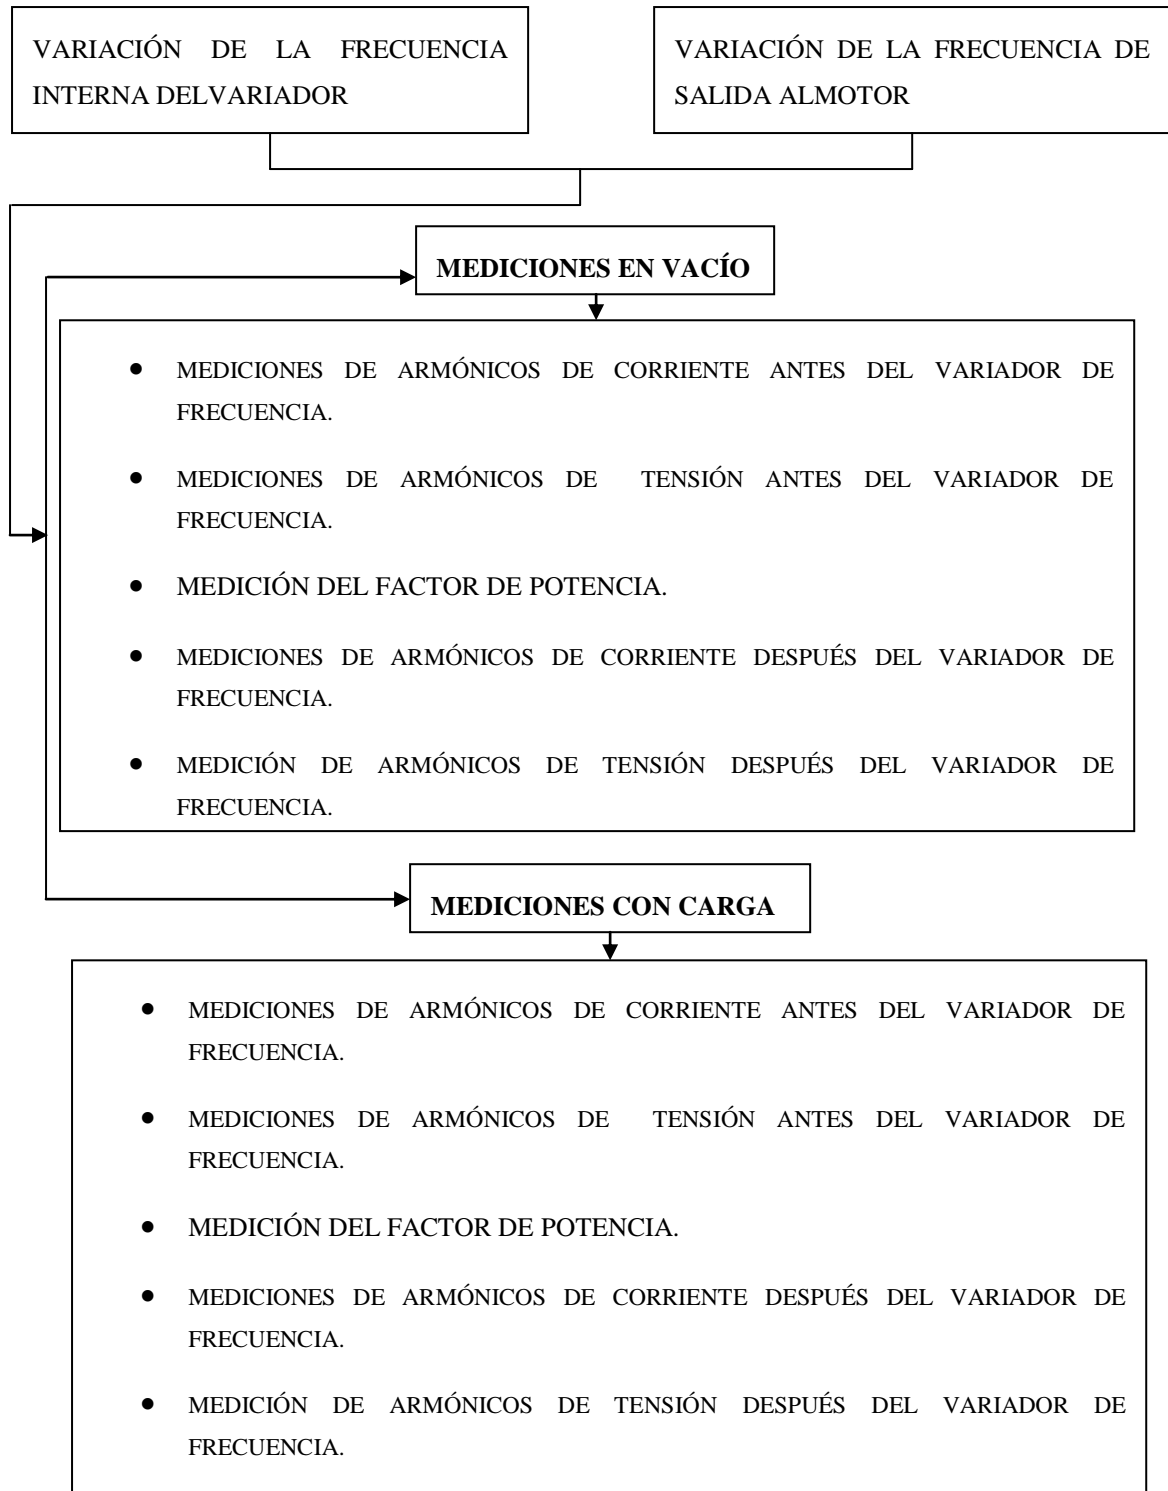 VARIACIÓN DE LA FRECUENCIA
INTERNA DELVARIADOR
VARIACIÓN DE LA FRECUENCIA DE
SALIDA ALMOTOR
MEDICIONES EN VACÍO
• MEDICIONES DE ARMÓNICOS DE CORRIENTE ANTES DEL VARIADOR DE
FRECUENCIA.
• MEDICIONES DE ARMÓNICOS DE TENSIÓN ANTES DEL VARIADOR DE
FRECUENCIA.
• MEDICIÓN DEL FACTOR DE POTENCIA.
• MEDICIONES DE ARMÓNICOS DE CORRIENTE DESPUÉS DEL VARIADOR DE
FRECUENCIA.
• MEDICIÓN DE ARMÓNICOS DE TENSIÓN DESPUÉS DEL VARIADOR DE
FRECUENCIA.
MEDICIONES CON CARGA
• MEDICIONES DE ARMÓNICOS DE CORRIENTE ANTES DEL VARIADOR DE
FRECUENCIA.
• MEDICIONES DE ARMÓNICOS DE TENSIÓN ANTES DEL VARIADOR DE
FRECUENCIA.
• MEDICIÓN DEL FACTOR DE POTENCIA.
• MEDICIONES DE ARMÓNICOS DE CORRIENTE DESPUÉS DEL VARIADOR DE
FRECUENCIA.
• MEDICIÓN DE ARMÓNICOS DE TENSIÓN DESPUÉS DEL VARIADOR DE
FRECUENCIA.